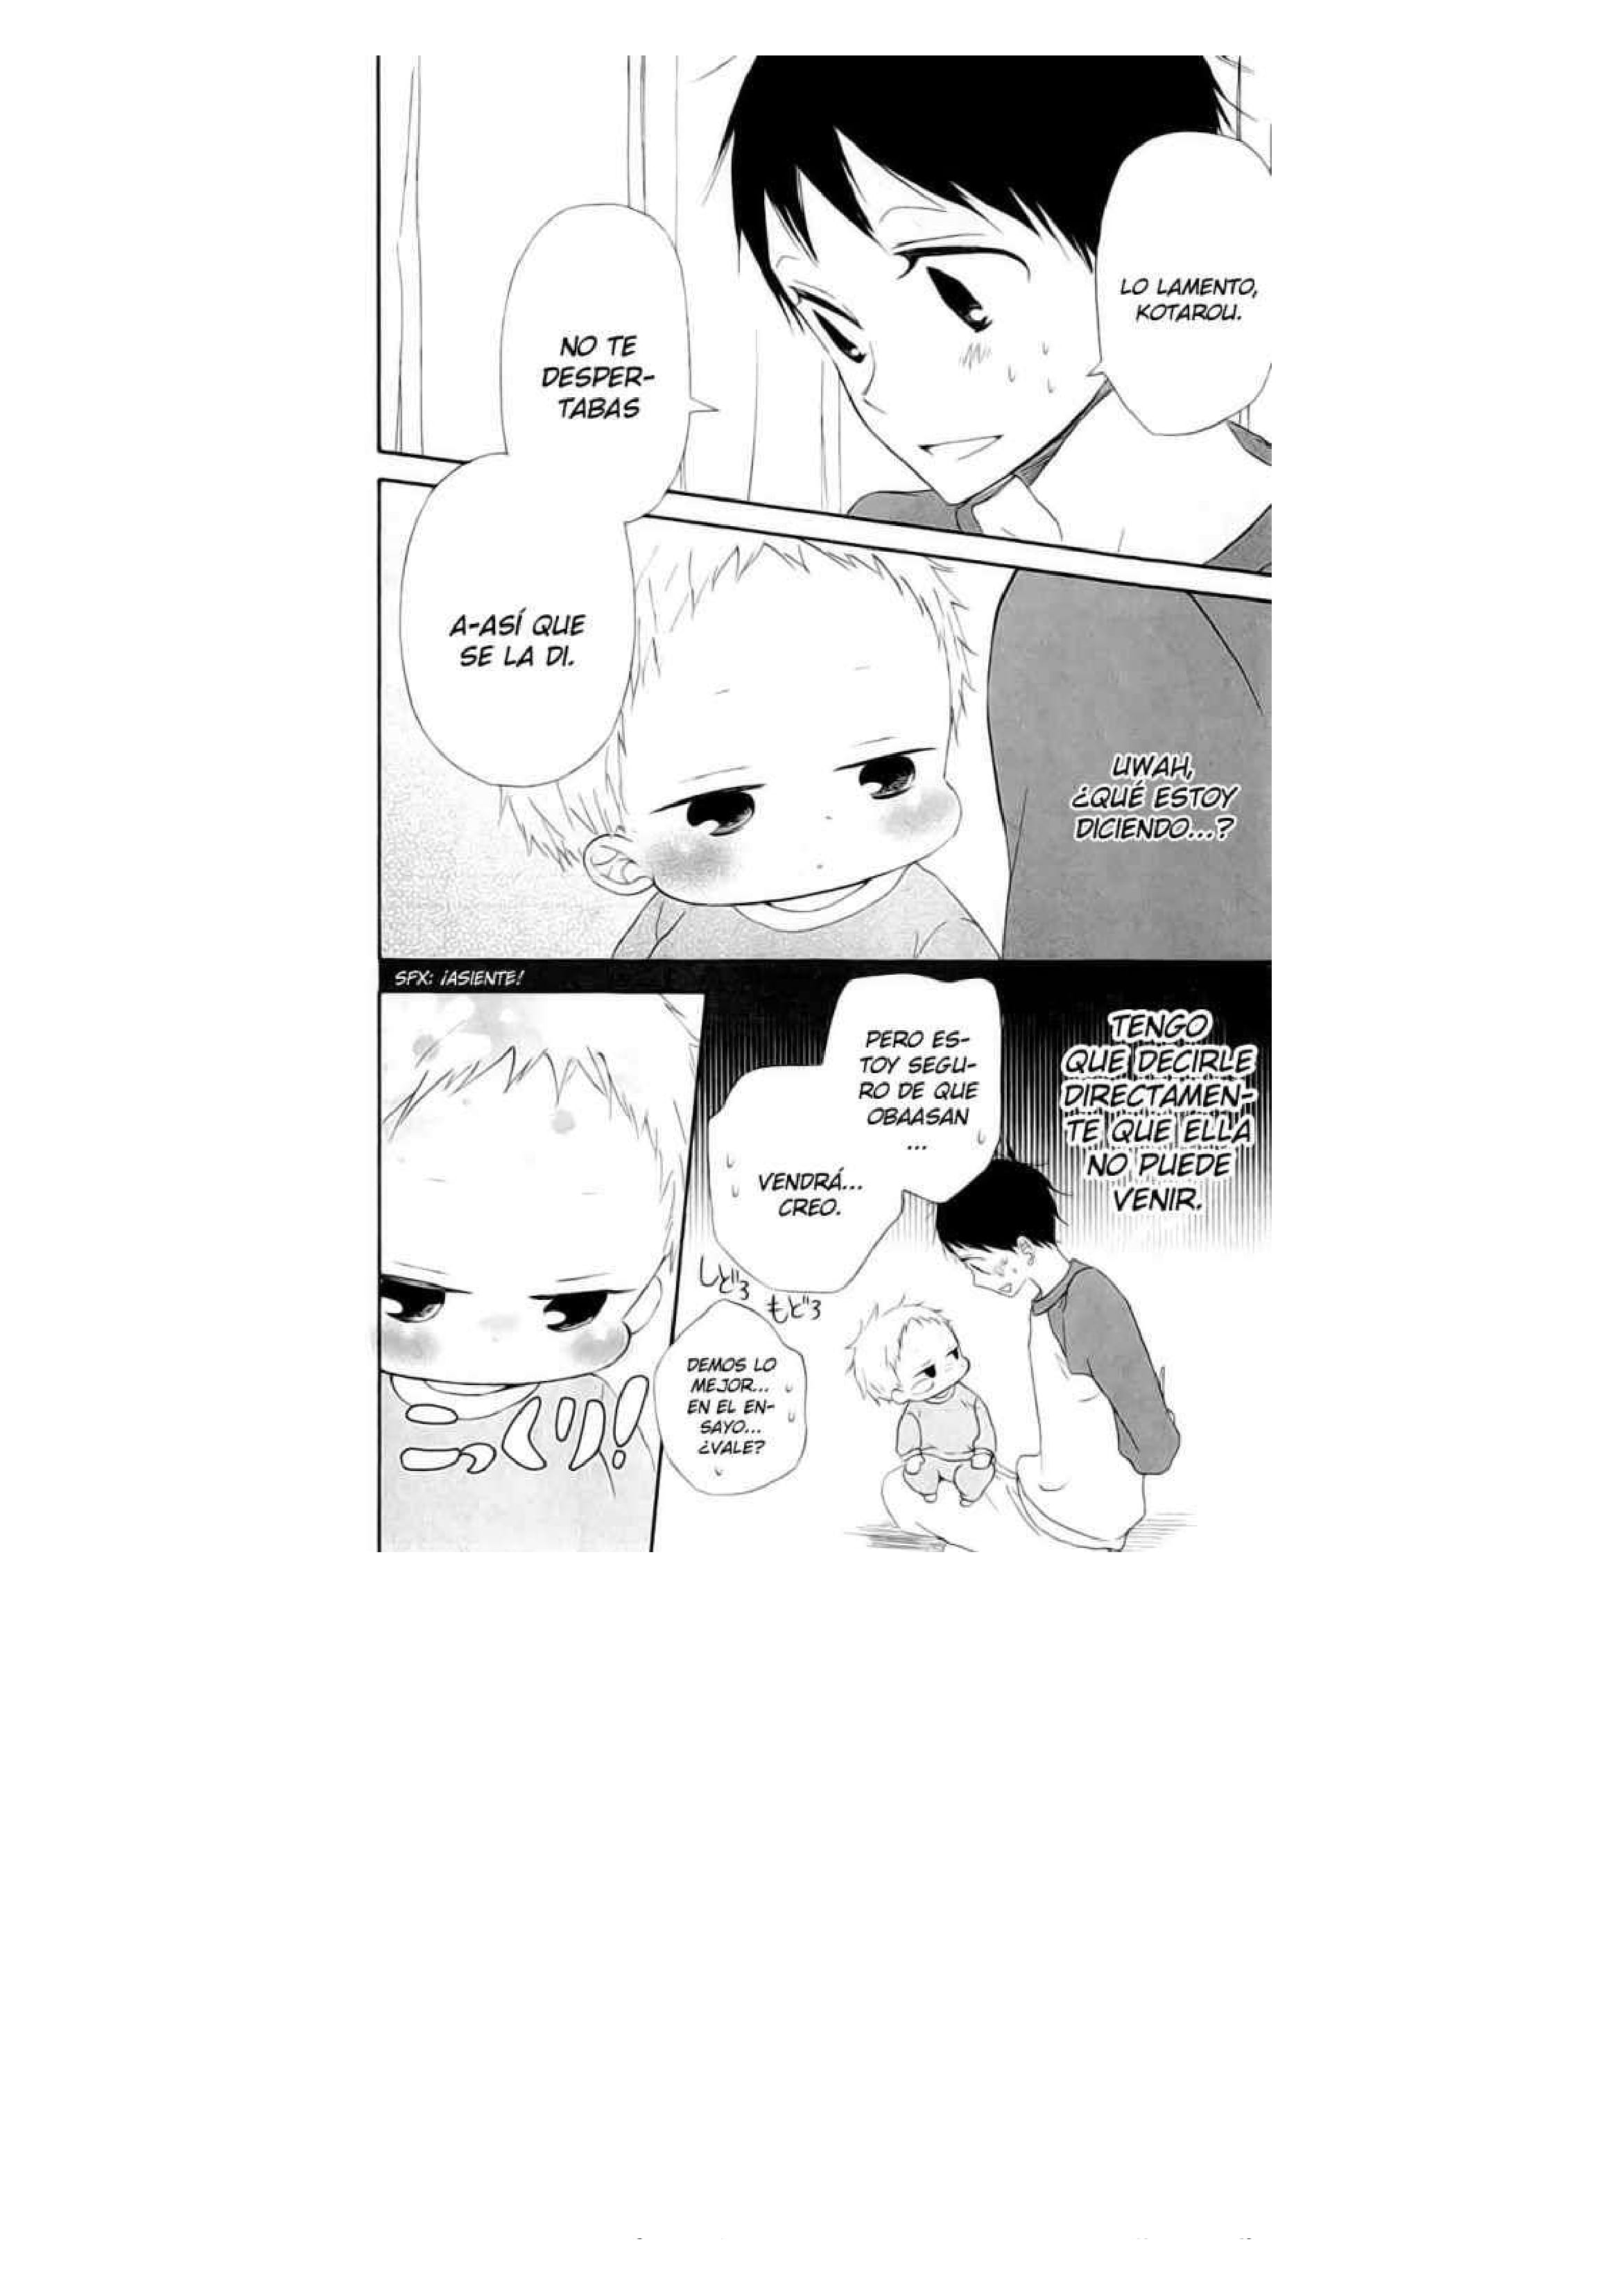 LO LAMENTO,
KOTAROU.
NO TE
DESPER-
TABAS
A-ASÍ QUE
SE LA DI.
UWAH,
¿QUÉ ESTOY
DICIENDO...?
TENGO
QUE DECIRLE
DIRECTAMEN-
TE QUE ELLA
NO PUEDE
VENIR.
PERO ES-
TOY SEGU-
RO DE QUE
OBAASAN
...
VENDRÁ...
CREO.
しどろ
もどろ
DEMOS LO
MEJOR...
EN EL EN-
SAYO...
¿VALE?
SFX: ¡ASIENTE!
こっくり!